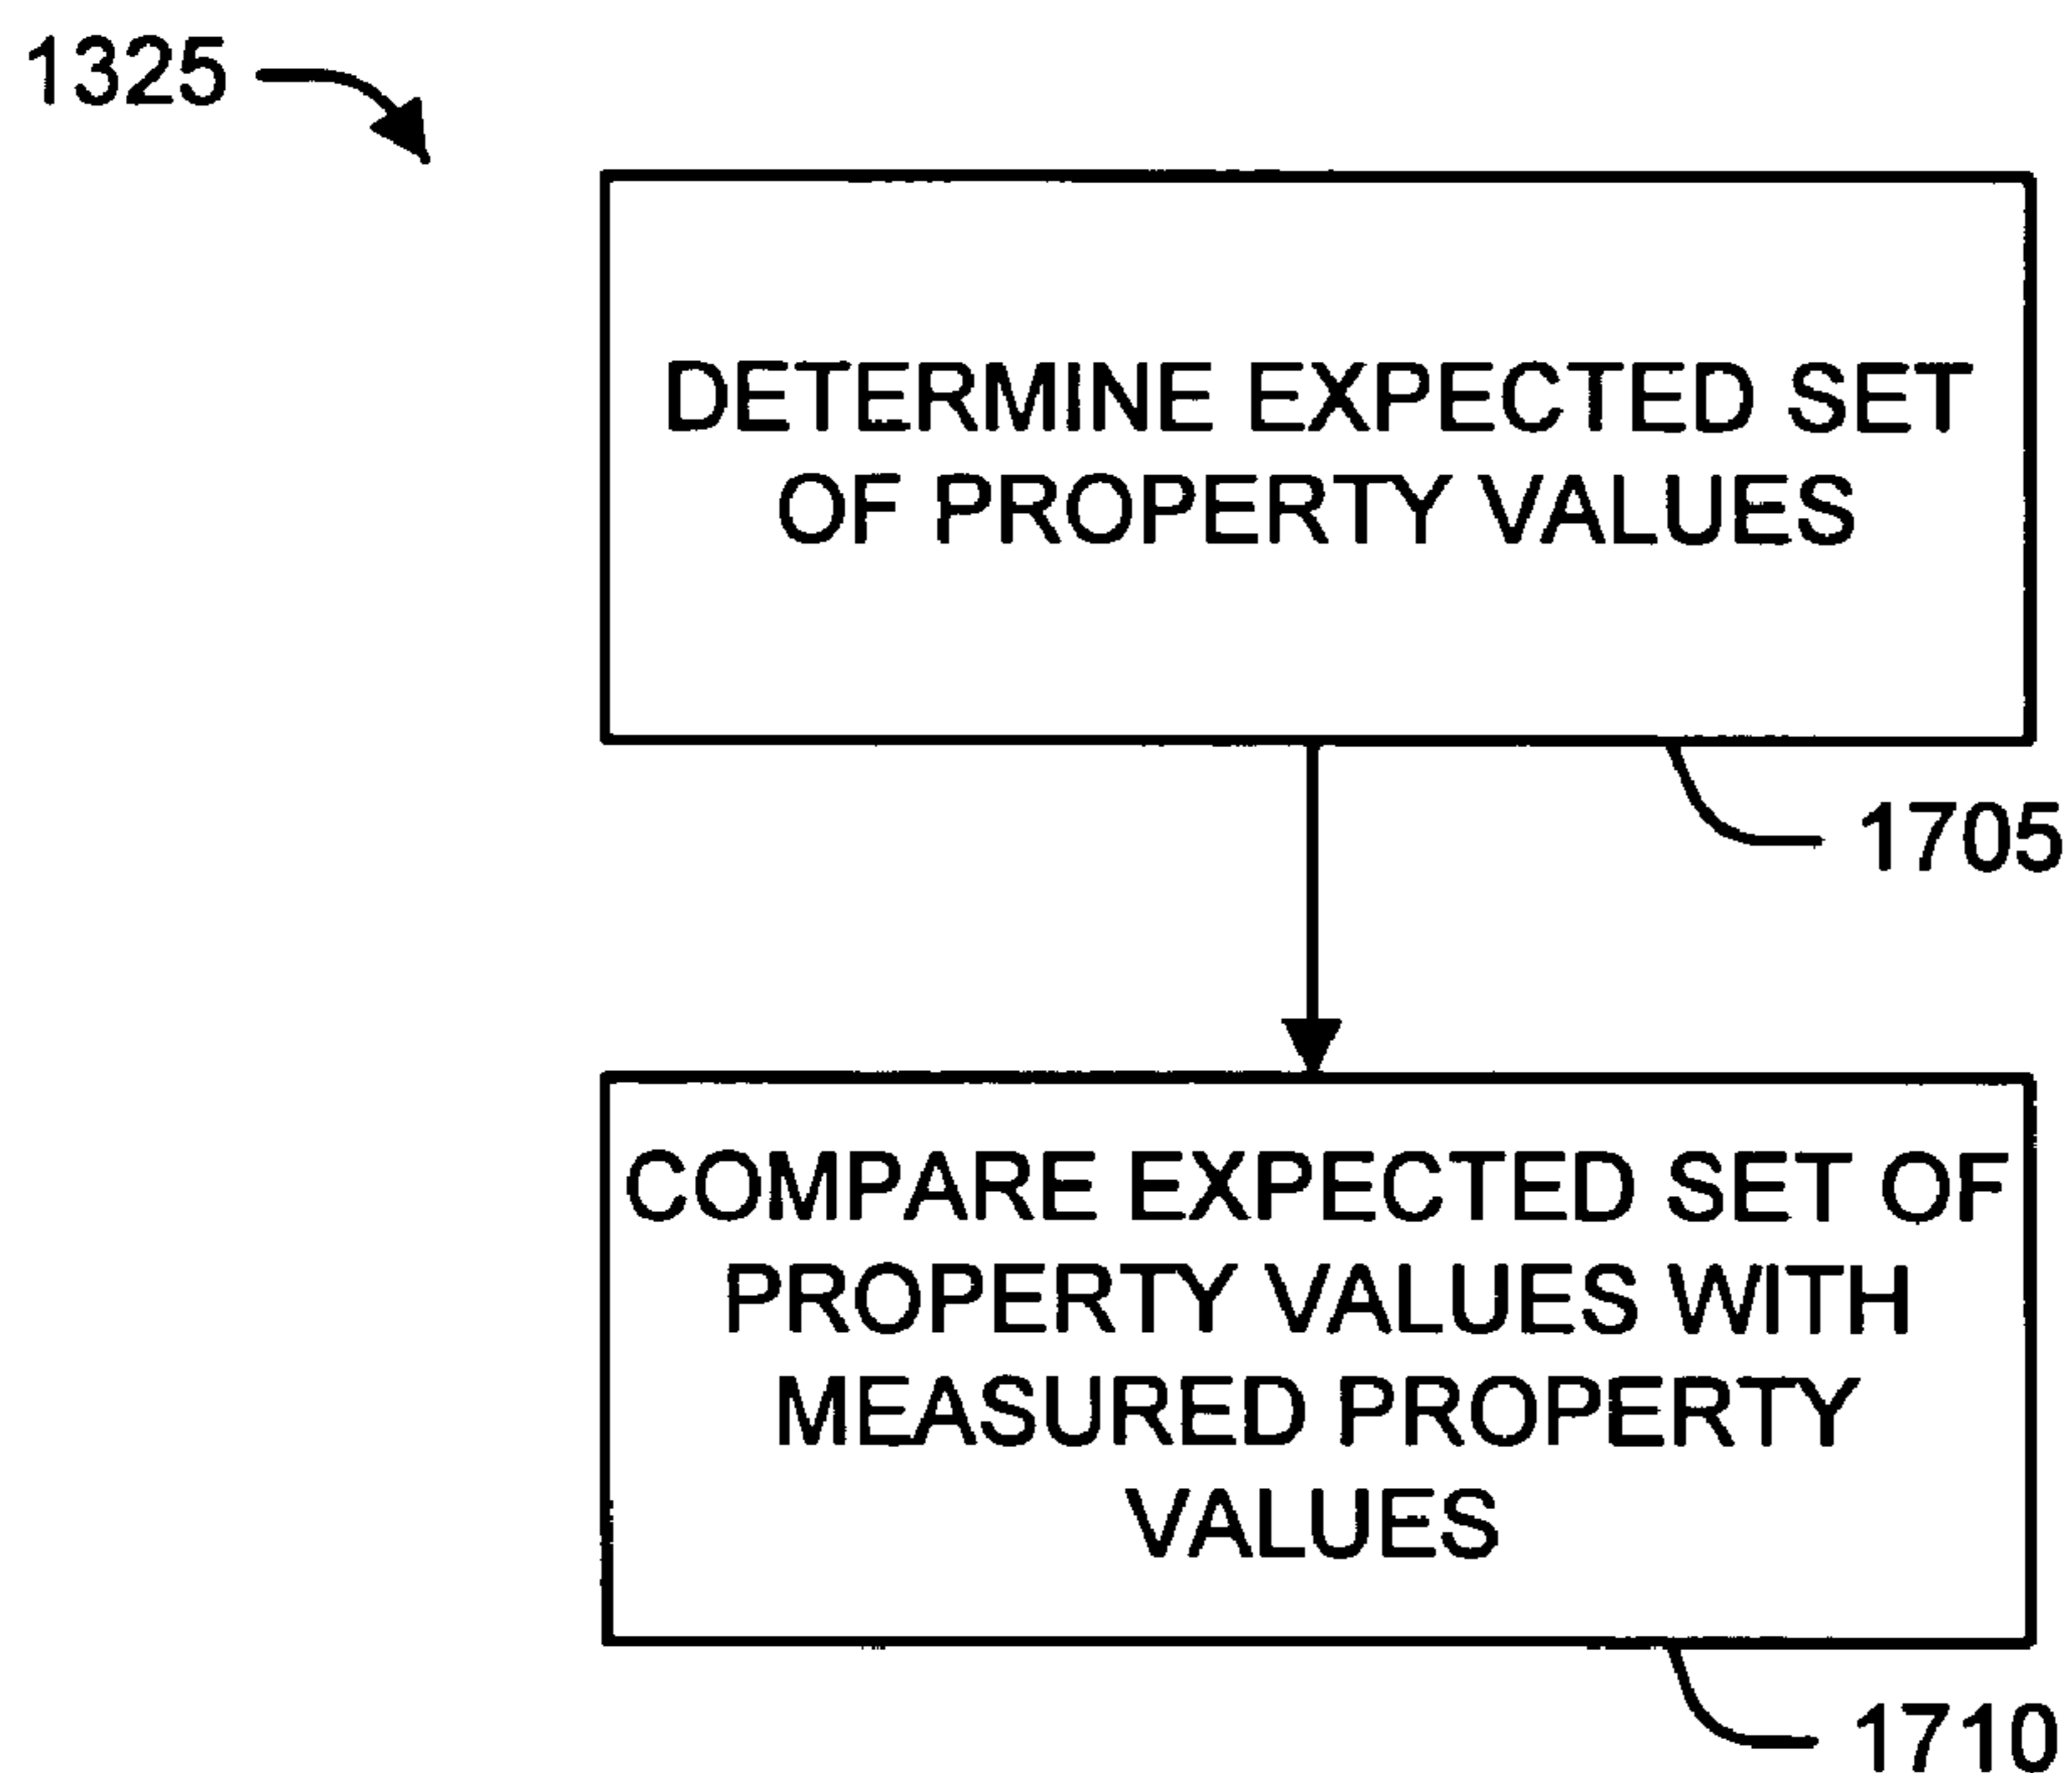 1325
DETERMINE EXPECTED SET
OF PROPERTY VALUES
1705
COMPARE EXPECTED SET OF
PROPERTY VALUES WITH
MEASURED PROPERTY
VALUES
1710